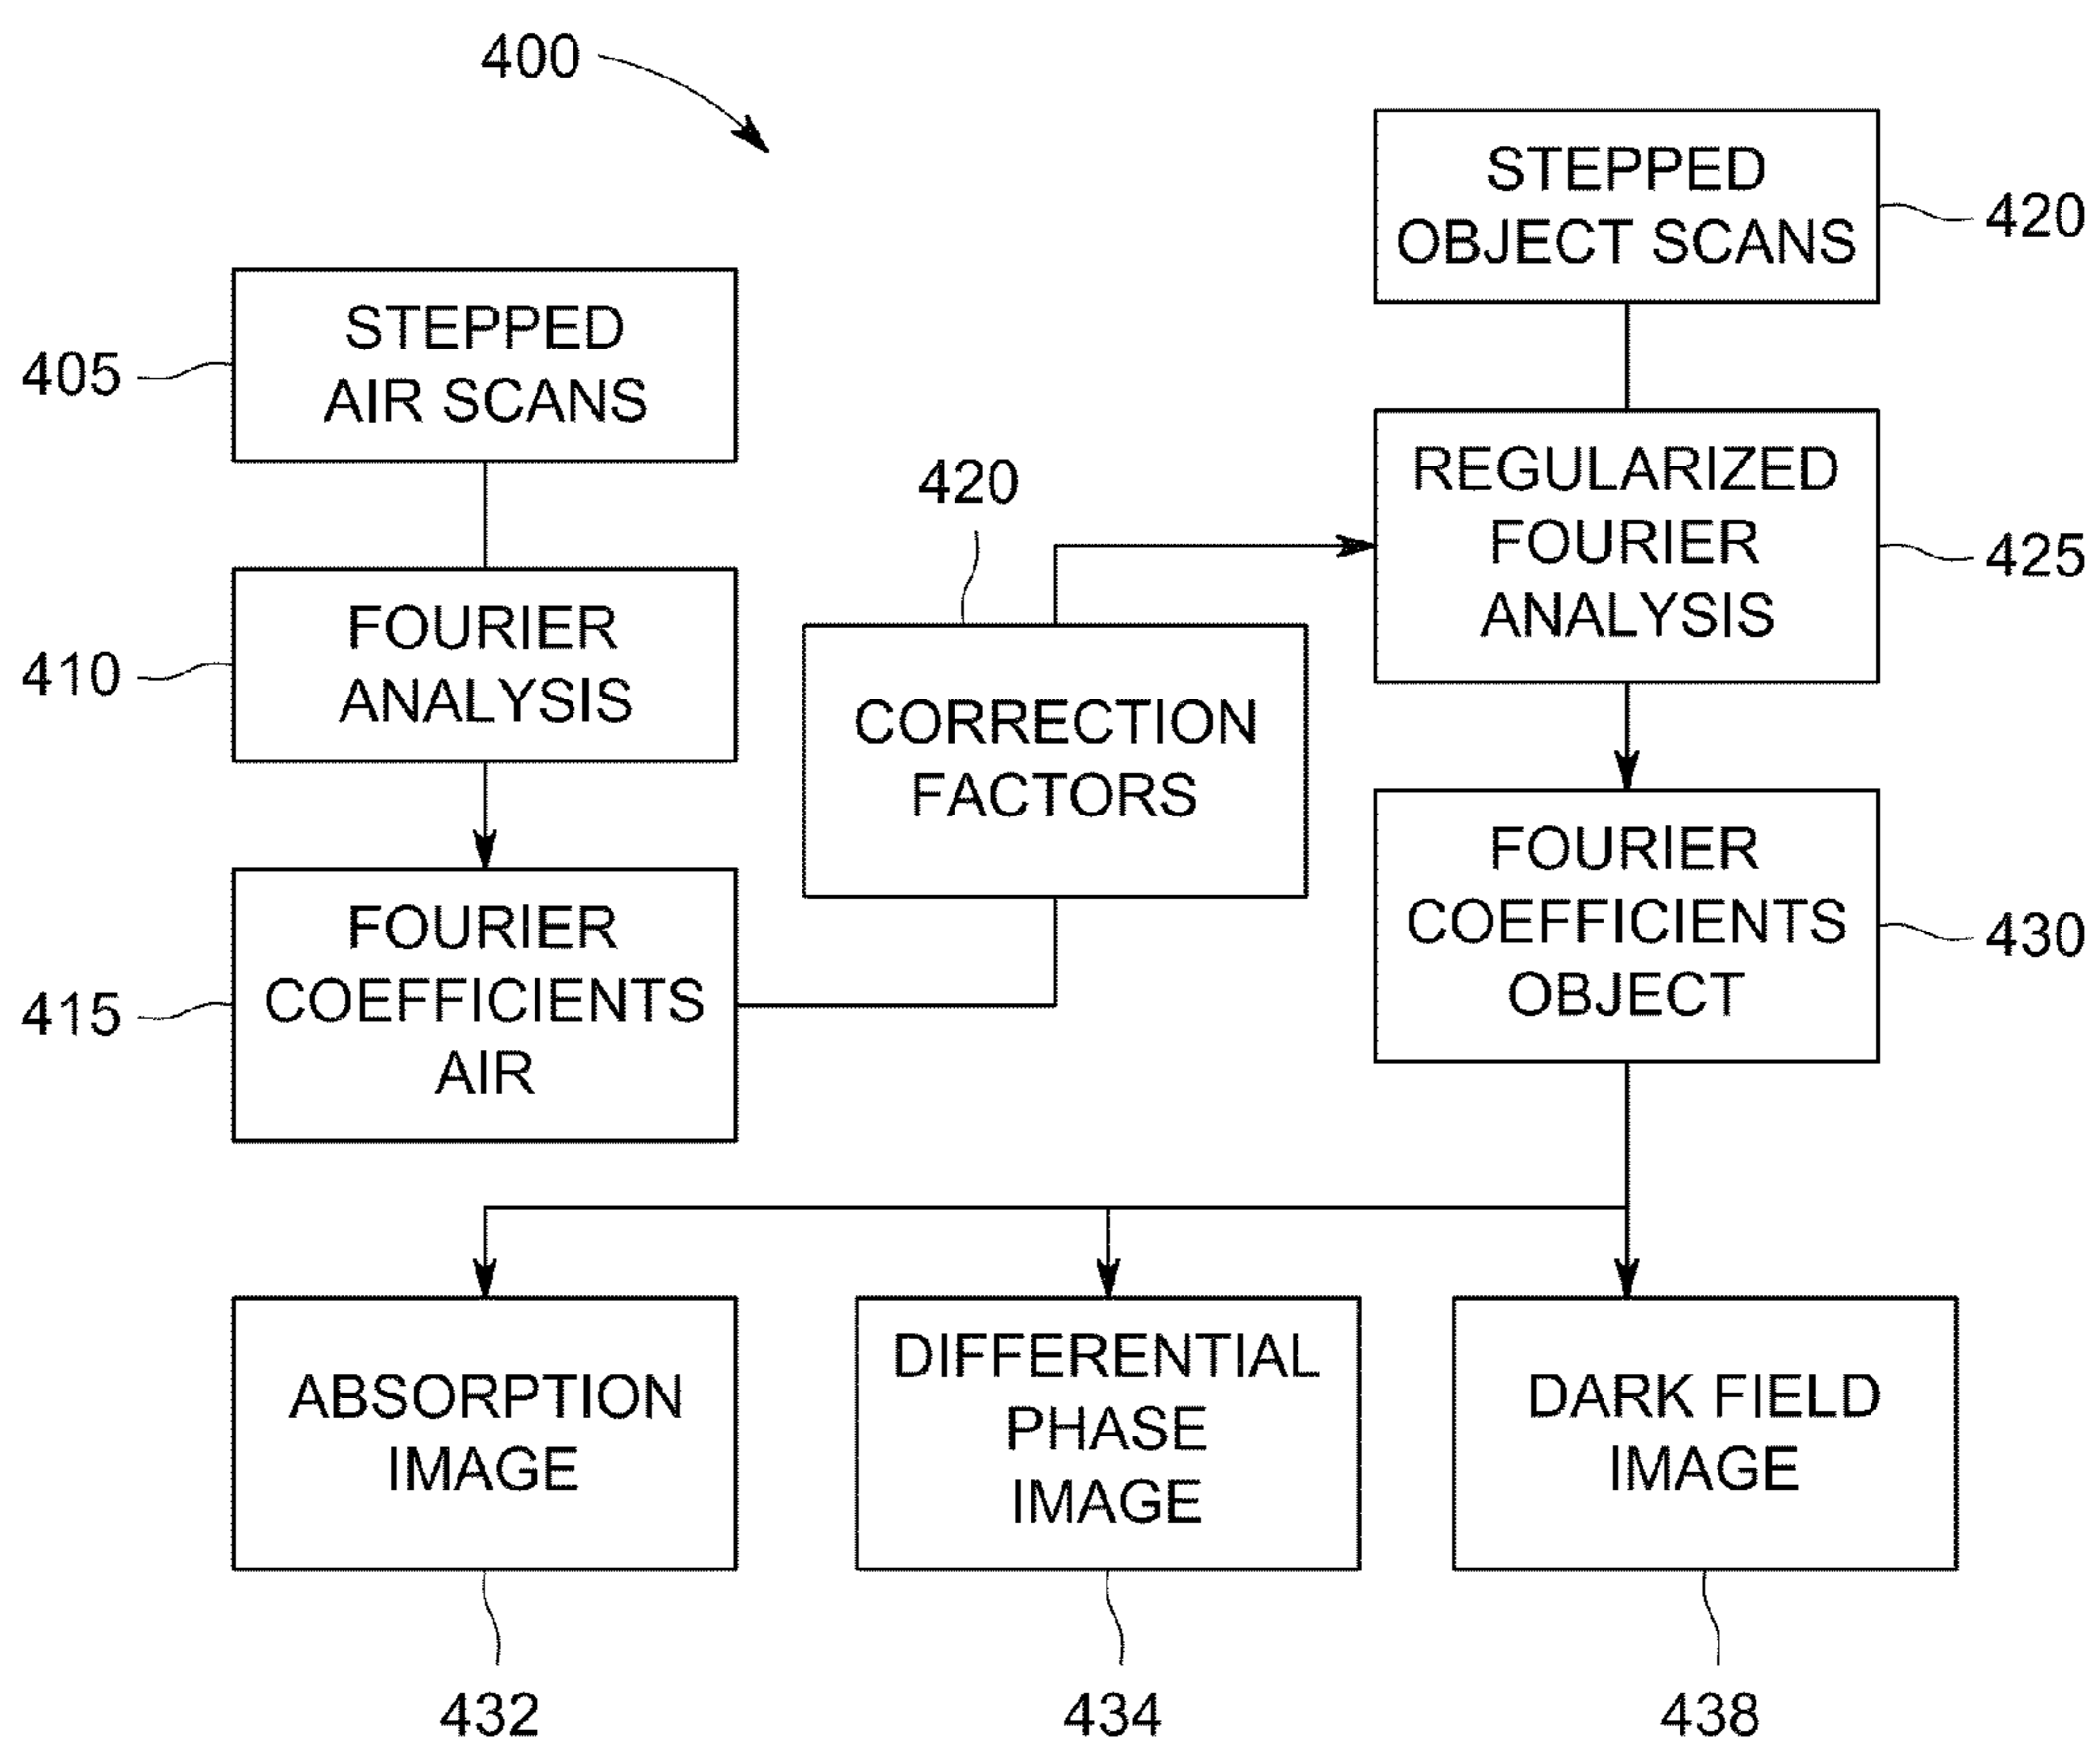 400
STEPPED
OBJECT SCANS
420
STEPPED
AIR SCANS
405
REGULARIZED
FOURIER
ANALYSIS
425
420
FOURIER
ANALYSIS
410
CORRECTION
FACTORS
FOURIER
COEFFICIENTS
OBJECT
430
FOURIER
COEFFICIENTS
AIR
415
ABSORPTION
IMAGE
DIFFERENTIAL
PHASE
IMAGE
DARK FIELD
IMAGE
432
434
438